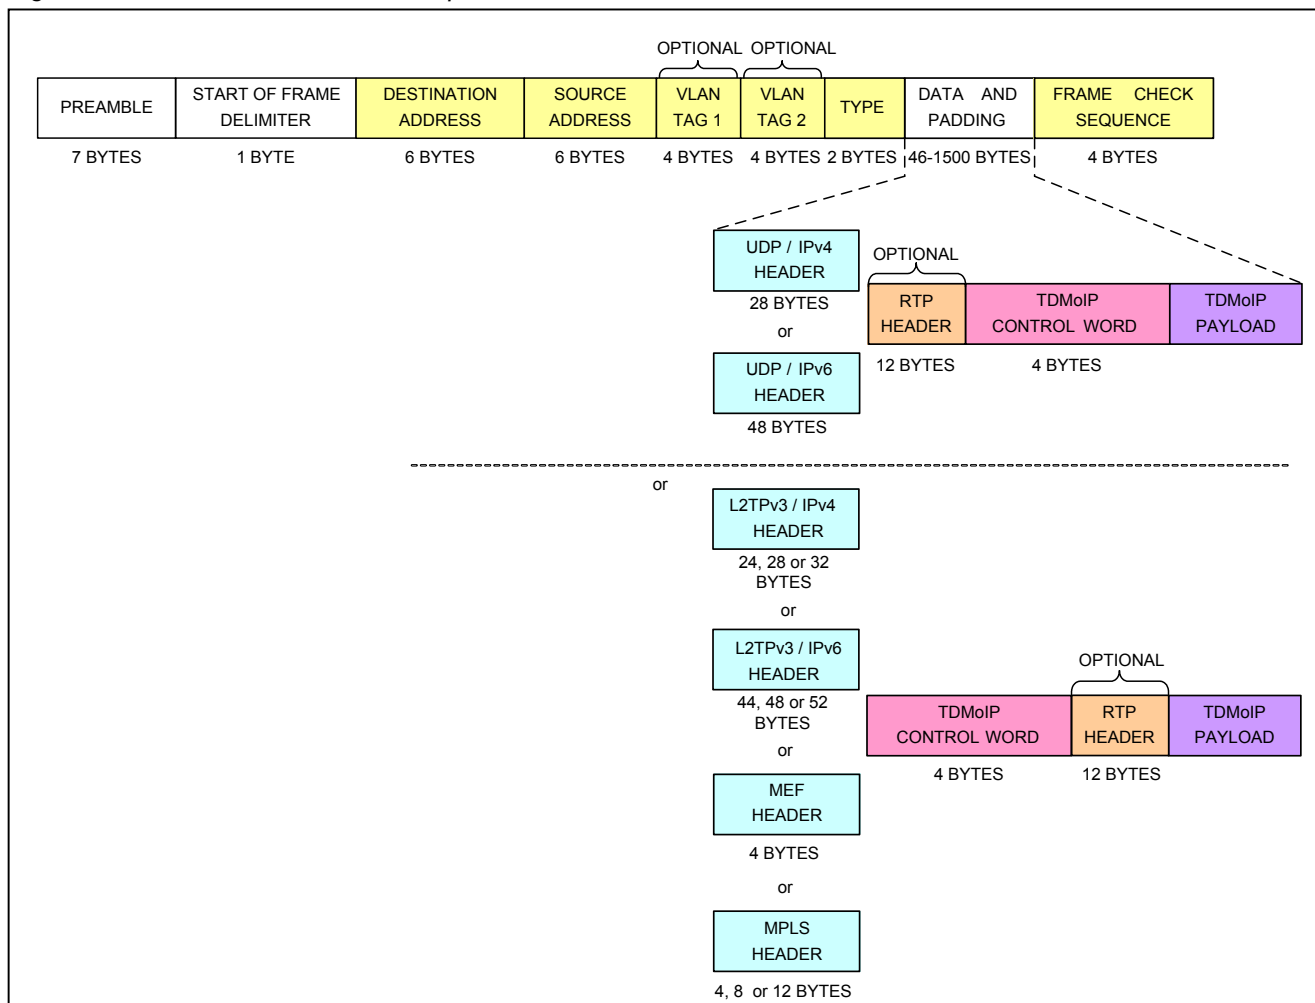 OPTIONAL OPTIONAL
PREAMBLE
START OF FRAME
DELIMITER
DESTINATION
ADDRESS
SOURCE
ADDRESS
VLAN
TAG 1
VLAN
TAG 2
TYPE
DATA AND
PADDING
FRAME CHECK
SEQUENCE
7 BYTES 1 BYTE 6 BYTES 6 BYTES 4 BYTES 4 BYTES 2 BYTES 46-1500 BYTES 4 BYTES
UDP / IPv4
HEADER
28 BYTES
or
UDP / IPv6
HEADER
48 BYTES
OPTIONAL
RTP
HEADER
TDMoIP
CONTROL WORD
TDMoIP
PAYLOAD
12 BYTES 4 BYTES
or
L2TPv3 / IPv4
HEADER
24, 28 or 32
BYTES
or
L2TPv3 / IPv6
HEADER
44, 48 or 52
BYTES
or
MEF
HEADER
4 BYTES
or
MPLS
HEADER
4, 8 or 12 BYTES
OPTIONAL
TDMoIP
CONTROL WORD
RTP
HEADER
TDMoIP
PAYLOAD
4 BYTES 12 BYTES